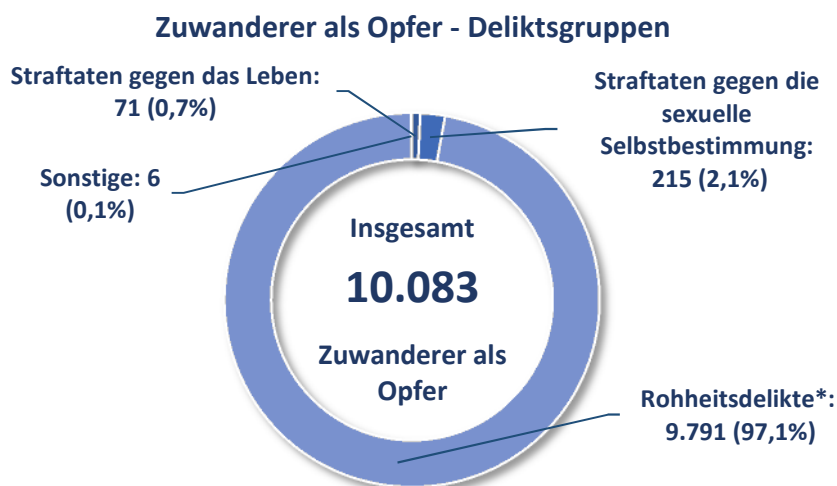 Zuwanderer als Opfer - Deliktsgruppen
Straftaten gegen das Leben:
71 (0,7%)
Straftaten gegen die
sexuelle
Selbstbestimmung:
215 (2,1%)
Sonstige: 6
(0,1%)
Insgesamt
10.083
Zuwanderer als
Opfer
Rohheitsdelikte*:
9.791 (97,1%)